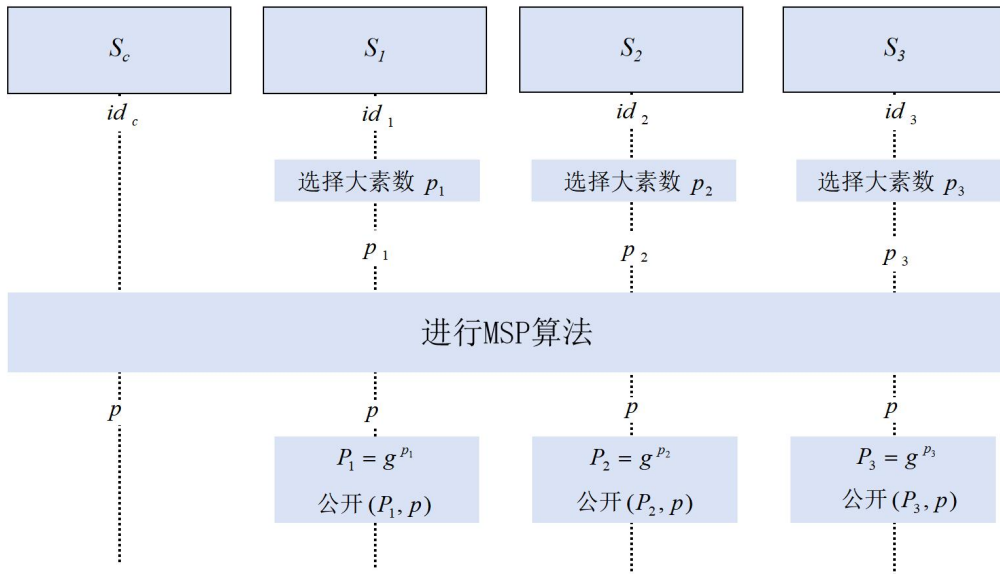 S_c S_1 S_2 S_3
id_c id_1 id_2 id_3
选择大素数 p_1 选择大素数 p_2 选择大素数 p_3
p_1 p_2 p_3
进行MSP算法
p p p p
P_1 = g^{p_1} P_2 = g^{p_2} P_3 = g^{p_3}
公开(P_1, p) 公开(P_2, p) 公开(P_3, p)